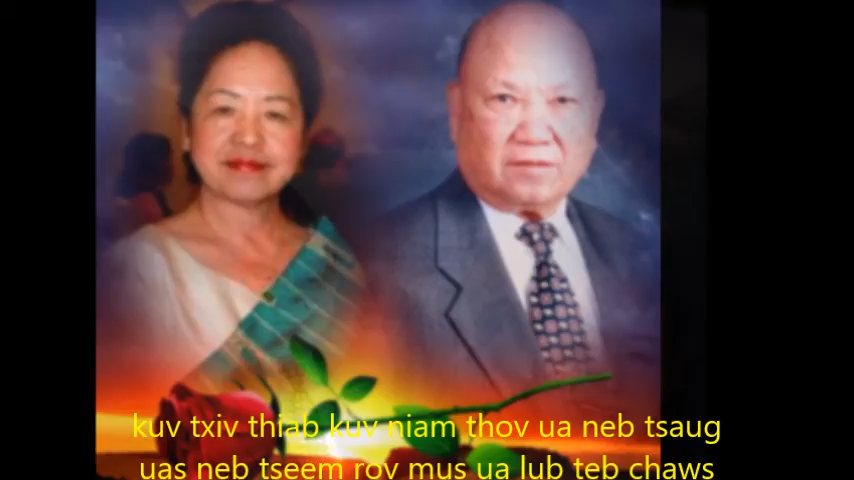 kuv txiv thiab kuv niam thov ua neb tsaug
uas neb tseem rov mus ua lub teb chaws